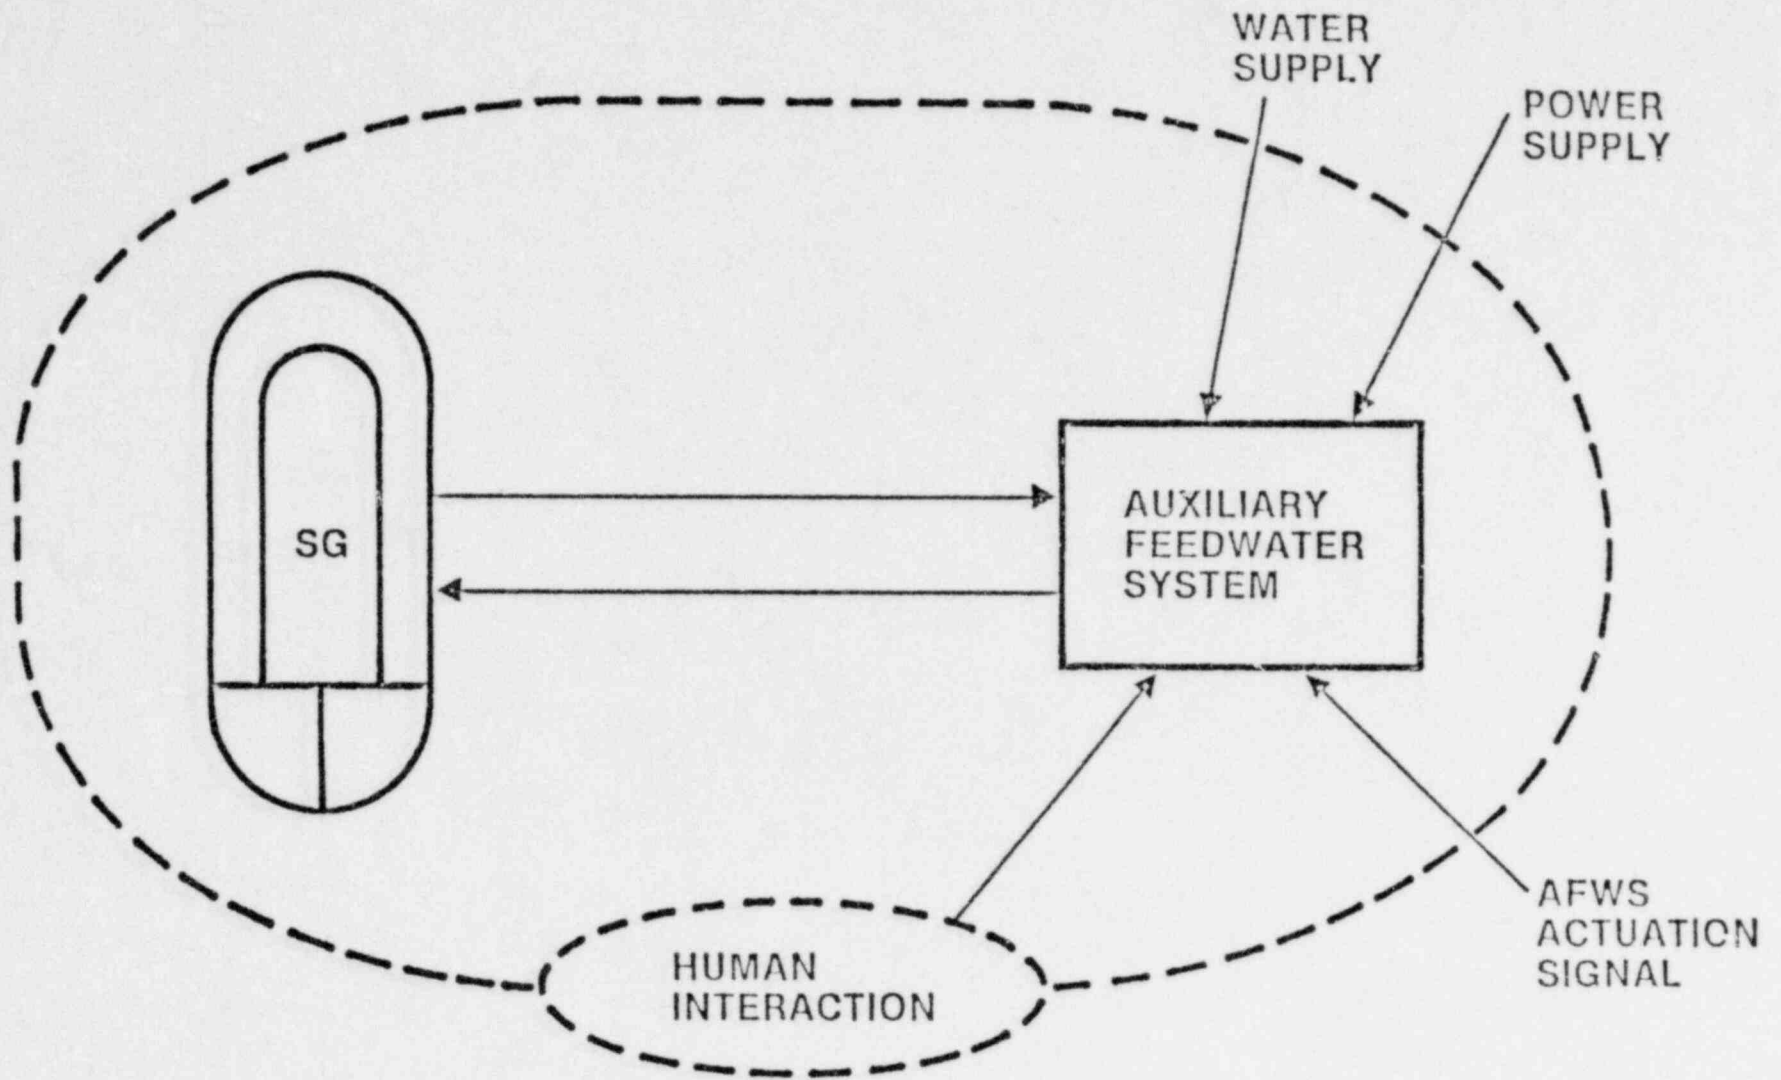 WATER
SUPPLY
POWER
SUPPLY
SG
AUXILIARY
FEEDWATER
SYSTEM
HUMAN
INTERACTION
AFWS
ACTUATION
SIGNAL